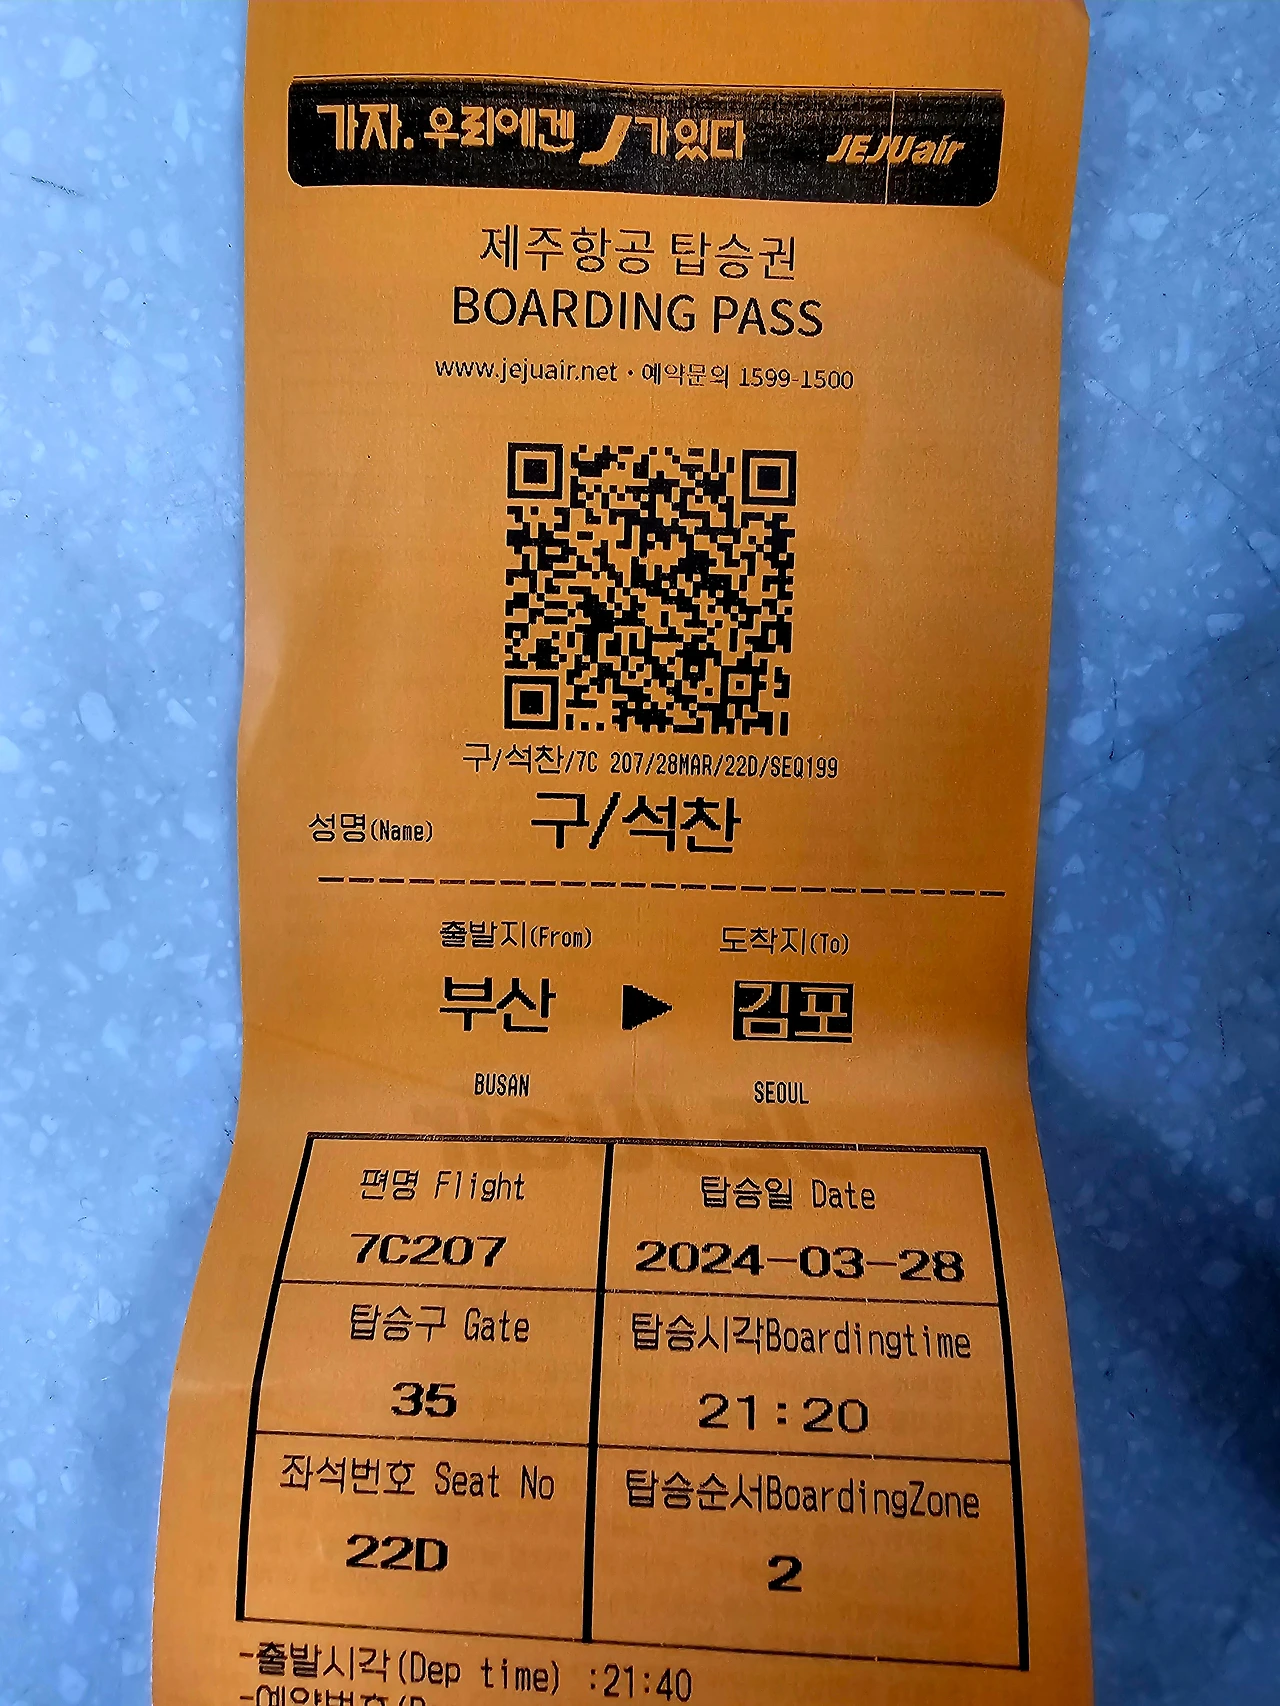 가자. 우리에겐 J가 있다 JEJUair
제주항공 탑승권
BOARDING PASS
www.jejuair.net • 예약문의 1599-1500
구/석찬/7C 207/28MAR/22D/SEQ199
성명(Name) 구/석찬
출발지(From) 도착지(To)
부산 ▶ 김포
BUSAN SEOUL
편명 Flight 탑승일 Date
7C207 2024-03-28
탑승구 Gate 탑승시각Boardingtime
35 21:20
좌석번호 Seat No 탑승순서BoardingZone
22D 2
-출발시각(Dep time) :21:40
-예약번호(